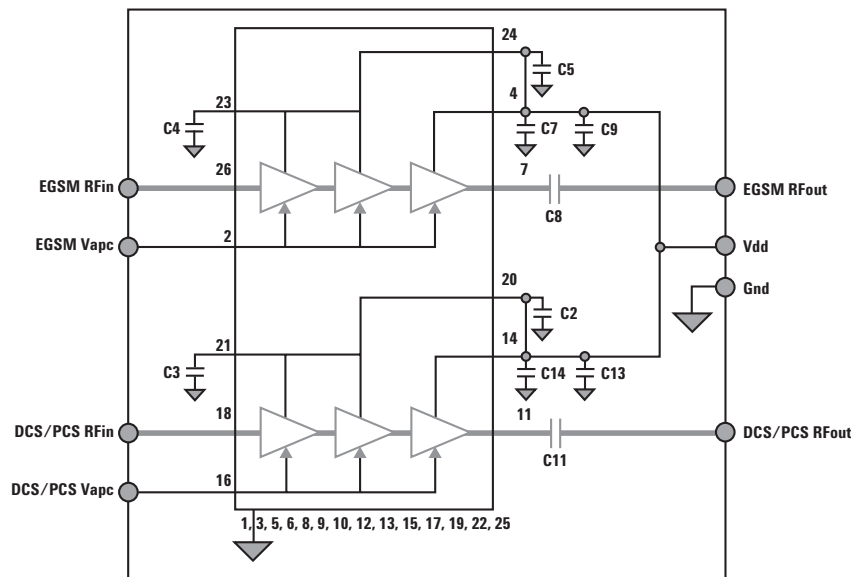 24
C5
23
4
C4
C7
C9
26
7
EGSM RFin
EGSM RFout
C8
EGSM Vapc
2
Vdd
20
Gnd
C2
21
14
C3
C14
C13
18
11
DCS/PCS RFin
DCS/PCS RFout
C11
16
DCS/PCS Vapc
1, 3, 5, 6, 8, 9, 10, 12, 13, 15, 17, 19, 22, 25